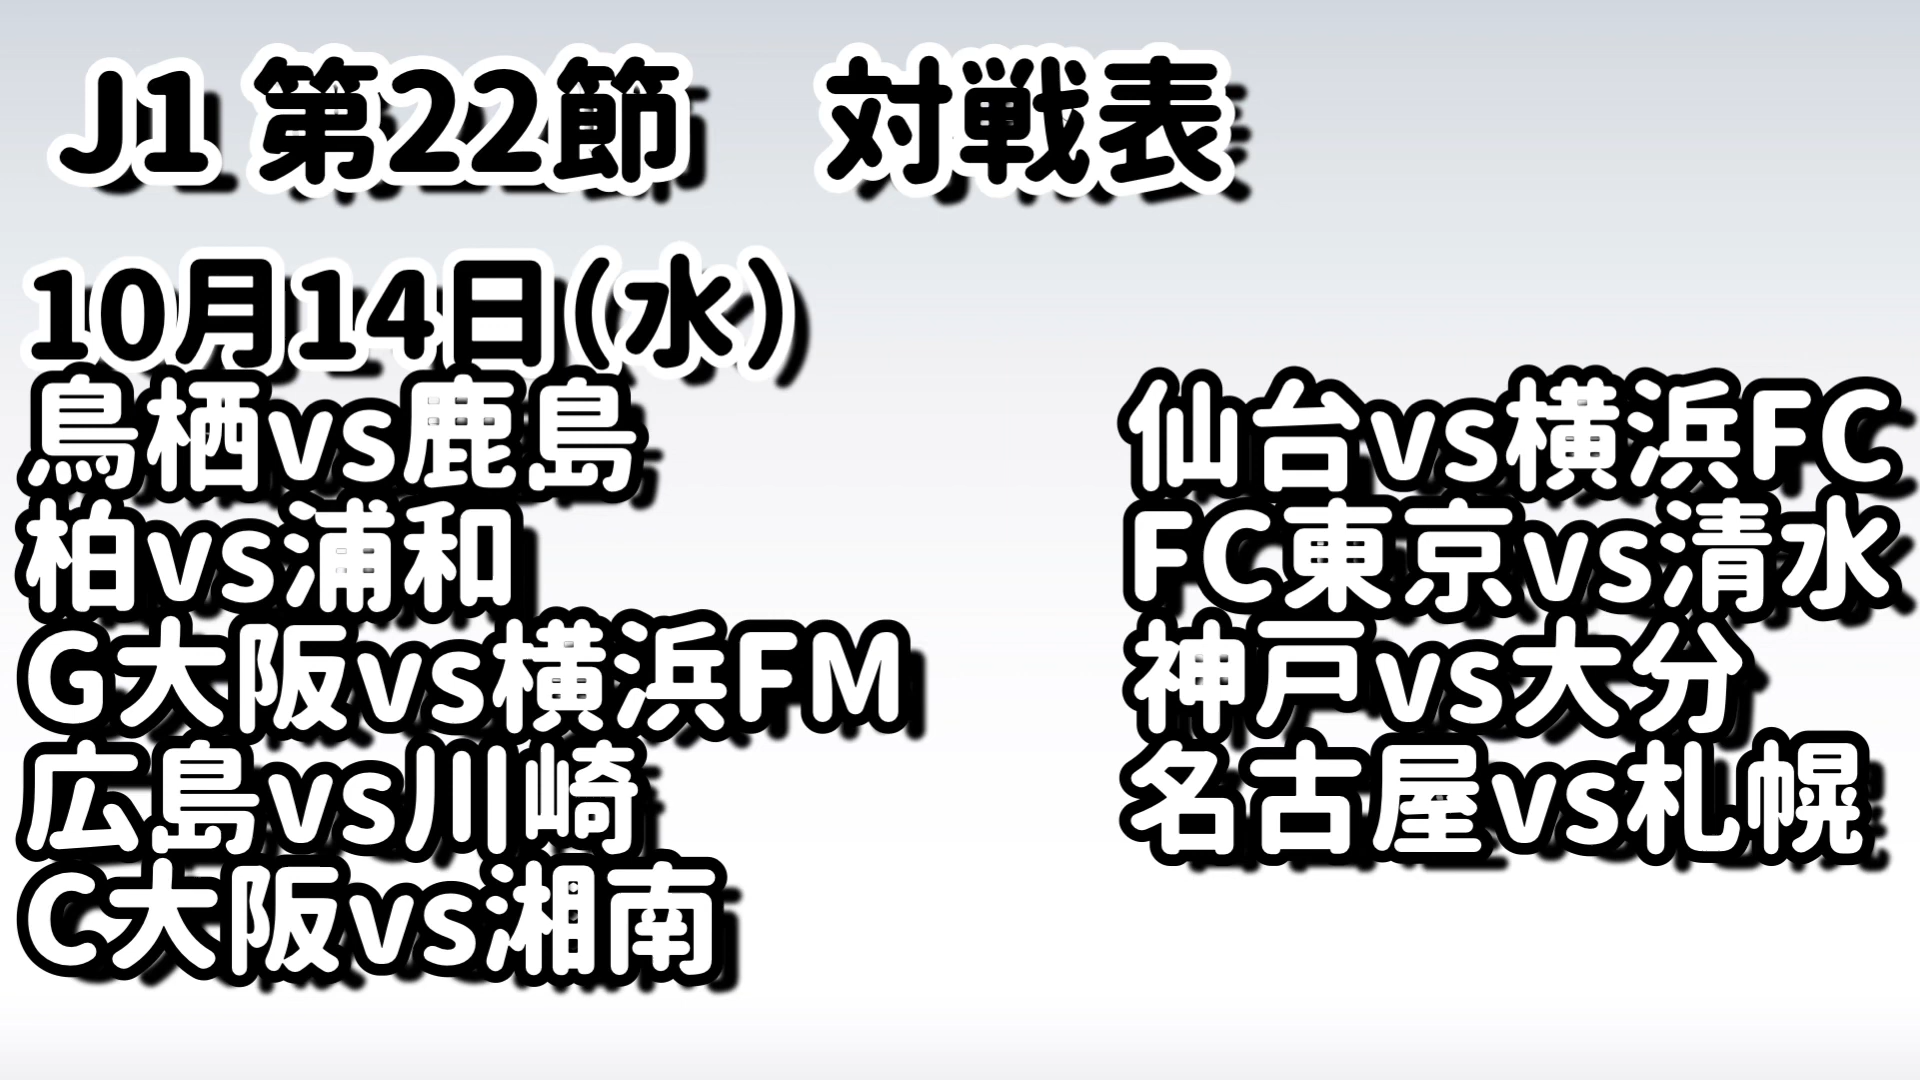 J1 第22節　対戦表
10月14日(水)
鳥栖vs鹿島
柏vs浦和
G大阪vs横浜FM
広島vs川崎
C大阪vs湘南
仙台vs横浜FC
FC東京vs清水
神戸vs大分
名古屋vs札幌